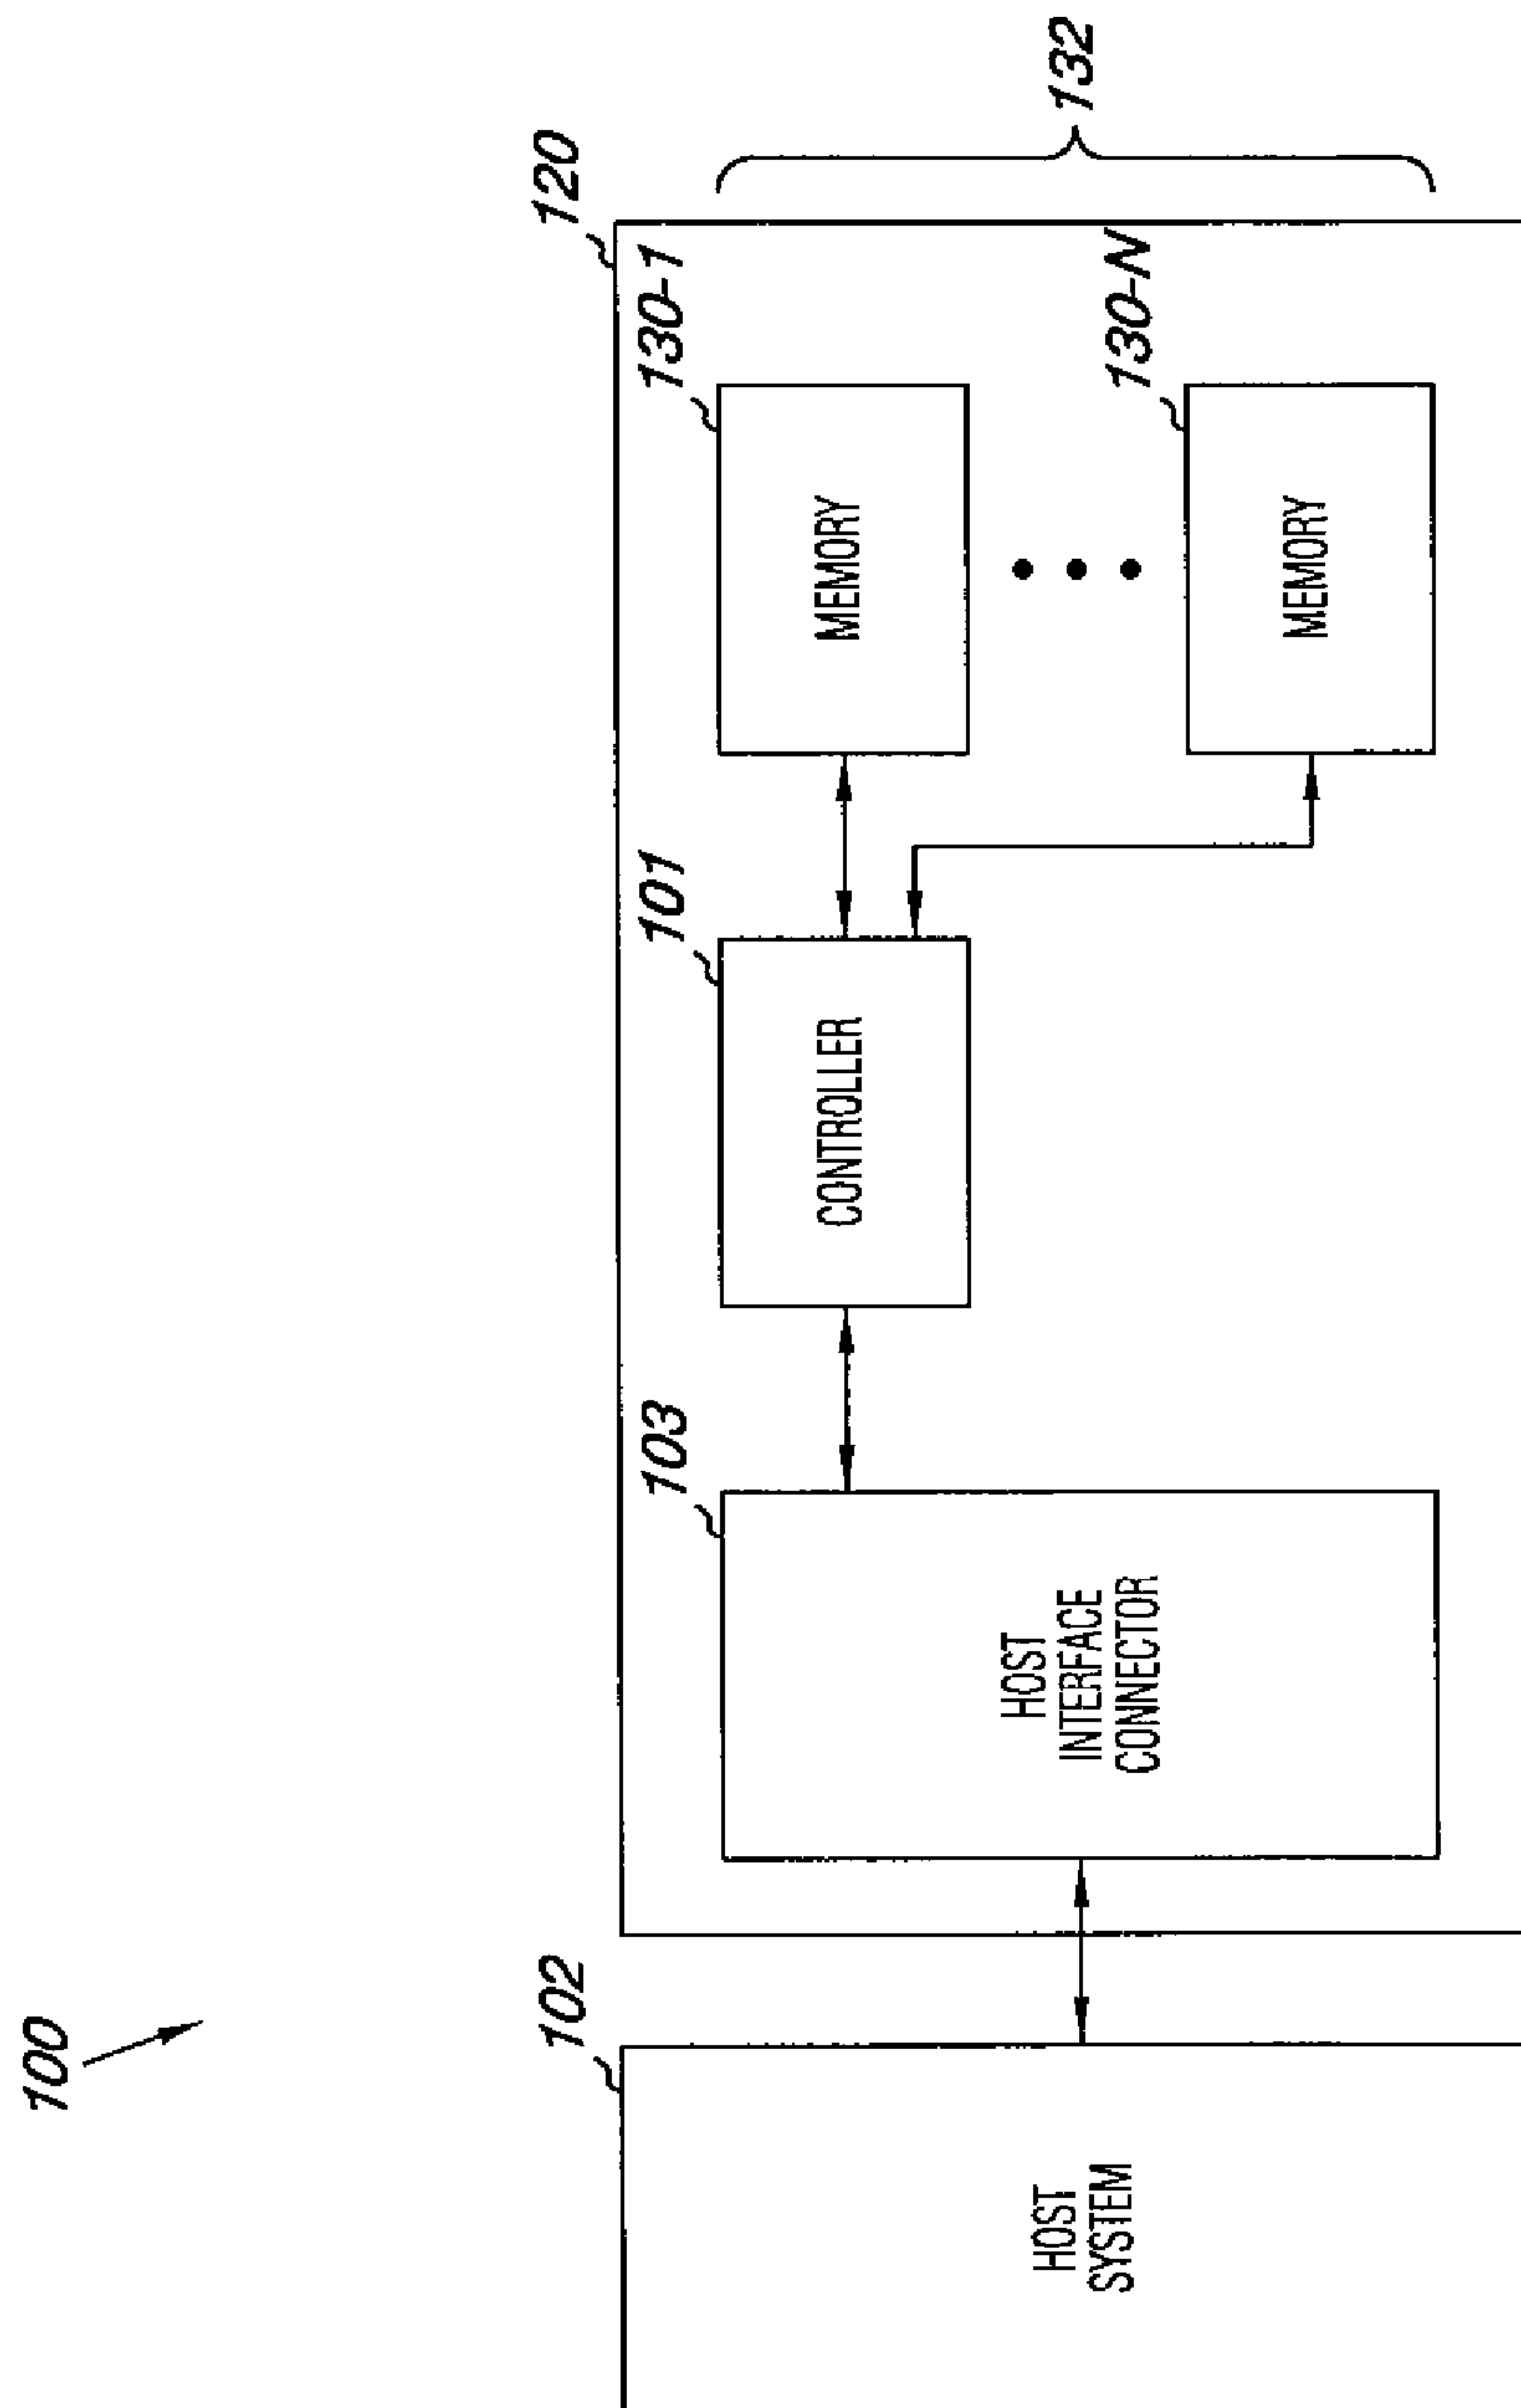 100
102
HOST
SYSTEM
120
103
HOST
INTERFACE
CONNECTOR
101
CONTROLLER
130-1
MEMORY
130-N
MEMORY
132